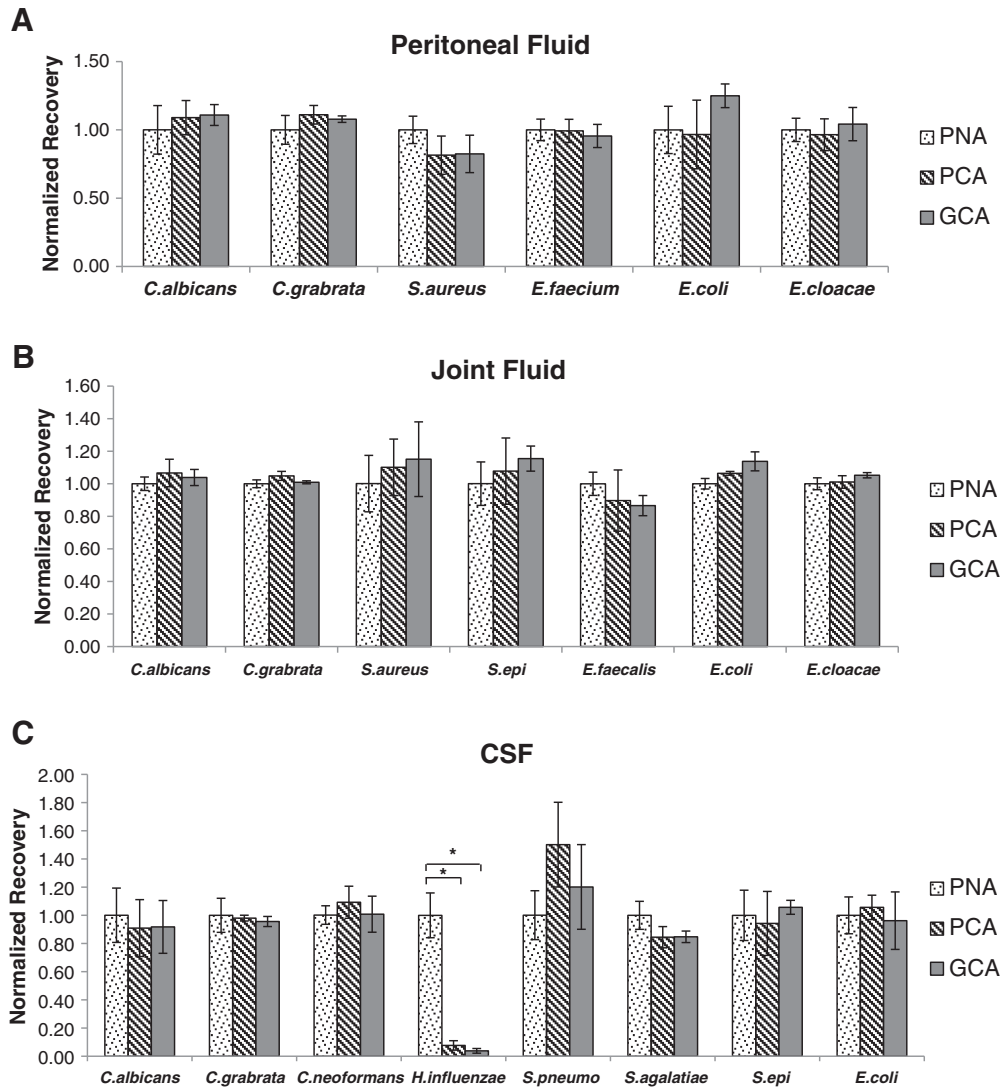 A
Peritoneal Fluid
Normalized Recovery
1.50
1.00
0.50
0.00
C.albicans C.grabrata S.aureus E.faecium E.coli E.cloacae
PNA
PCA
GCA
B
Joint Fluid
Normalized Recovery
1.60
1.40
1.20
1.00
0.80
0.60
0.40
0.20
0.00
C.albicans C.grabrata S.aureus S.epi E.faecalis E.coli E.cloacae
PNA
PCA
GCA
C
CSF
Normalized Recovery
2.00
1.80
1.60
1.40
1.20
1.00
0.80
0.60
0.40
0.20
0.00
*
*
C.albicans C.grabrata C.neoformans H.influenzae S.pneumo S.agalatiae S.epi E.coli
PNA
PCA
GCA